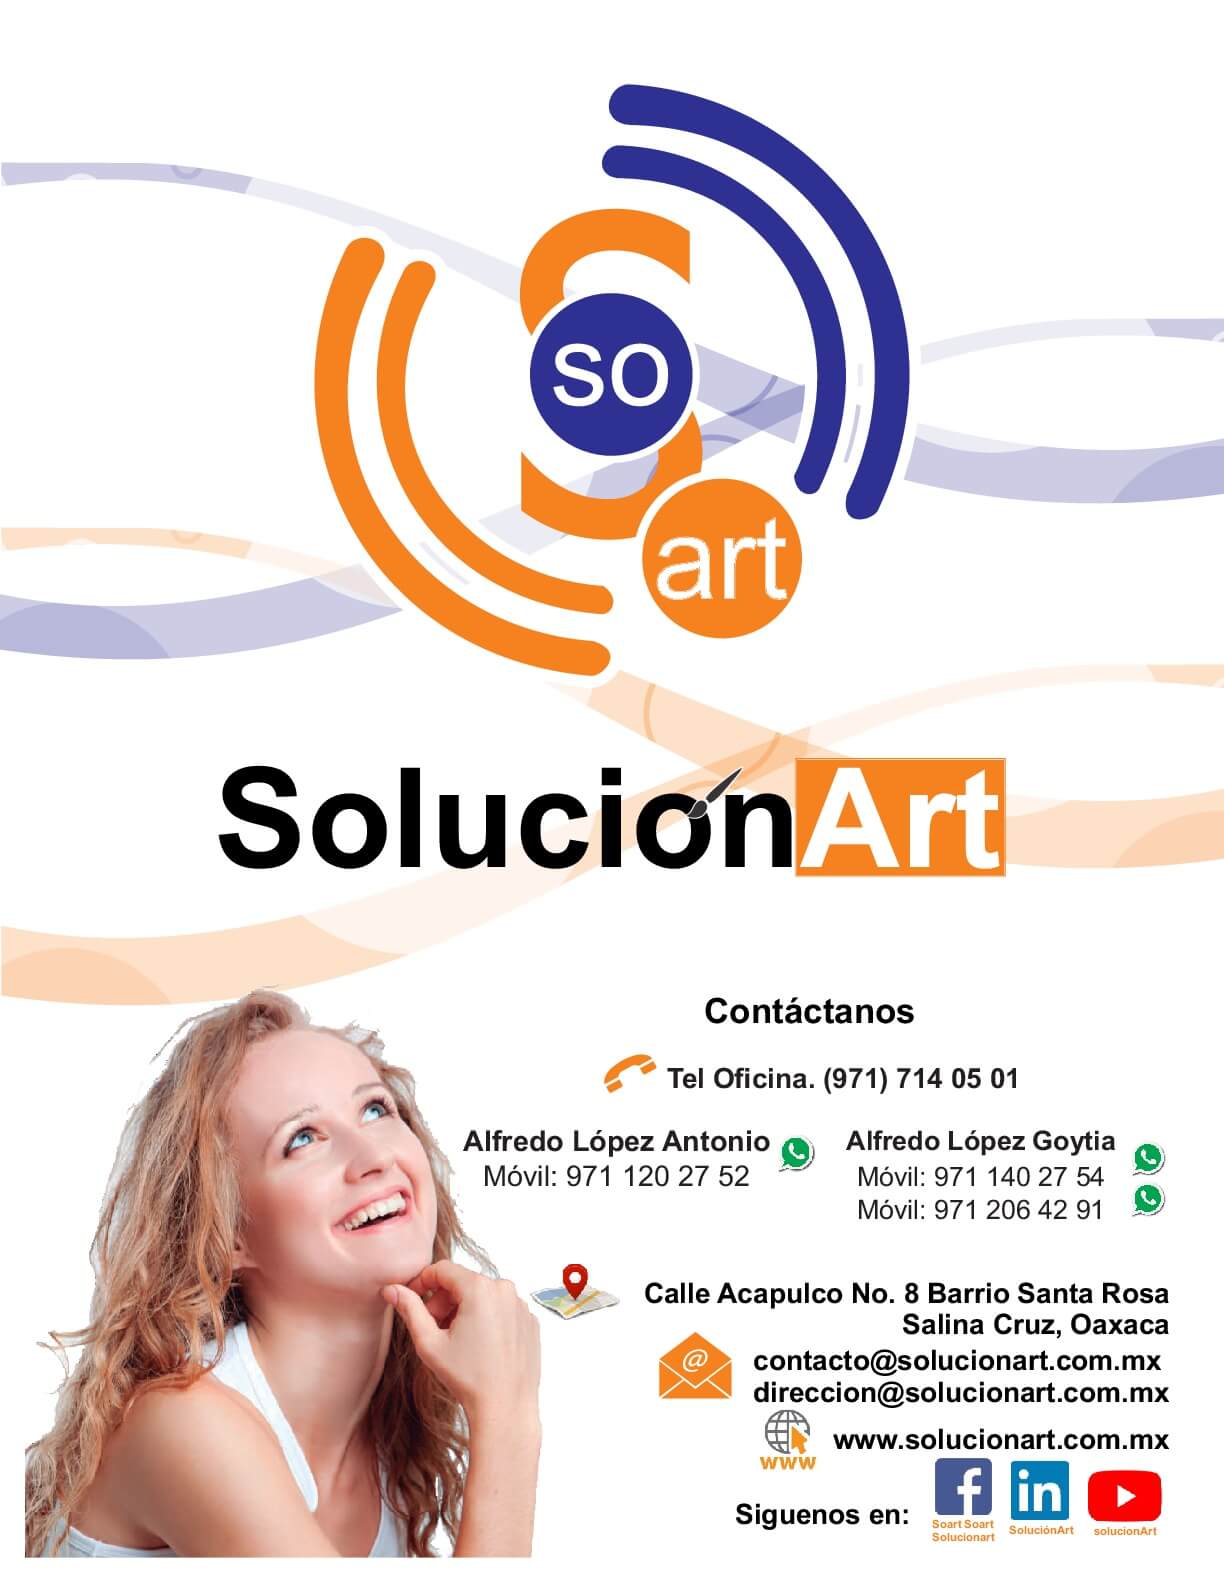 S
so
art
SoluciónArt
Contáctanos
Tel Oficina. (971) 714 05 01
Alfredo López Antonio
Móvil: 971 120 27 52
Alfredo López Goytia
Móvil: 971 140 27 54
Móvil: 971 206 42 91
Calle Acapulco No. 8 Barrio Santa Rosa
Salina Cruz, Oaxaca
@
contacto@solucionart.com.mx
direccion@solucionart.com.mx
www
www.solucionart.com.mx
Siguenos en:
f
in
Soart Soart
Solucionart
SoluciónArt
solucionArt